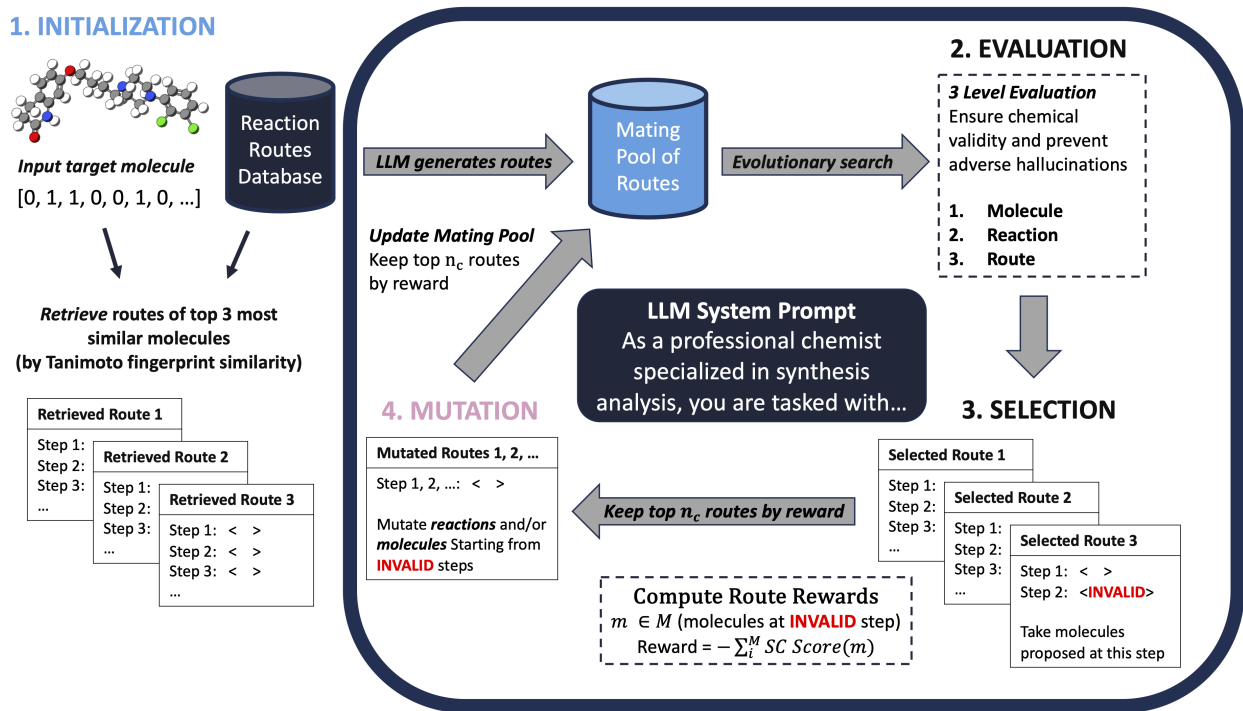 1. INITIALIZATION
Input target molecule
[0, 1, 1, 0, 0, 1, 0, …]
Reaction
Routes
Database
Retrieve routes of top 3 most
similar molecules
(by Tanimoto fingerprint similarity)
Retrieved Route 1
Step 1:
Step 2:
Step 3:
…
Retrieved Route 2
Step 1:
Step 2:
Step 3:
…
Retrieved Route 3
Step 1: < >
Step 2: < >
Step 3: < >
…
LLM generates routes
Mating
Pool of
Routes
Evolutionary search
2. EVALUATION
3 Level Evaluation
Ensure chemical
validity and prevent
adverse hallucinations
1. Molecule
2. Reaction
3. Route
Update Mating Pool
Keep top n_c routes
by reward
LLM System Prompt
As a professional chemist
specialized in synthesis
analysis, you are tasked with…
3. SELECTION
Selected Route 1
Step 1:
Step 2:
Step 3:
…
Selected Route 2
Step 1:
Step 2:
Step 3:
…
Selected Route 3
Step 1: < >
Step 2: <INVALID>
Take molecules
proposed at this step
Keep top n_c routes by reward
Compute Route Rewards
m ∈ M (molecules at INVALID step)
Reward = − ∑_i^M SC Score(m)
4. MUTATION
Mutated Routes 1, 2, …
Step 1, 2, …: < >
Mutate reactions and/or
molecules Starting from
INVALID steps